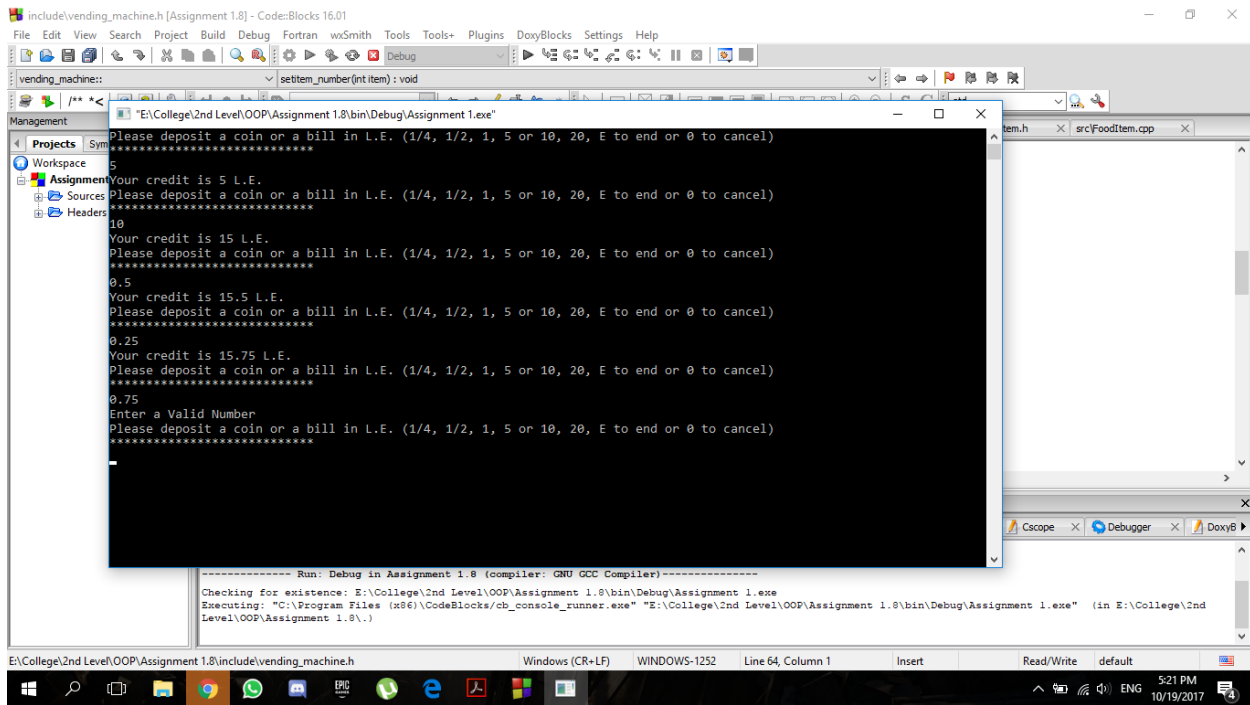 include\vending_machine.h [Assignment 1.8] - Code::Blocks 16.01
File Edit View Search Project Build Debug Fortran wxSmith Tools Tools+ Plugins DoxyBlocks Settings Help
Debug
vending_machine:: setitem_number(int item) : void
/** *<
Management
"E:\College\2nd Level\OOP\Assignment 1.8\bin\Debug\Assignment 1.exe"
tem.h src\FoodItem.cpp
Projects Sym
Workspace
Assignment
Sources
Headers
Please deposit a coin or a bill in L.E. (1/4, 1/2, 1, 5 or 10, 20, E to end or 0 to cancel)
****************************
5
Your credit is 5 L.E.
Please deposit a coin or a bill in L.E. (1/4, 1/2, 1, 5 or 10, 20, E to end or 0 to cancel)
****************************
10
Your credit is 15 L.E.
Please deposit a coin or a bill in L.E. (1/4, 1/2, 1, 5 or 10, 20, E to end or 0 to cancel)
****************************
0.5
Your credit is 15.5 L.E.
Please deposit a coin or a bill in L.E. (1/4, 1/2, 1, 5 or 10, 20, E to end or 0 to cancel)
****************************
0.25
Your credit is 15.75 L.E.
Please deposit a coin or a bill in L.E. (1/4, 1/2, 1, 5 or 10, 20, E to end or 0 to cancel)
****************************
0.75
Enter a Valid Number
Please deposit a coin or a bill in L.E. (1/4, 1/2, 1, 5 or 10, 20, E to end or 0 to cancel)
****************************
Cscope Debugger DoxyB
-------------- Run: Debug in Assignment 1.8 (compiler: GNU GCC Compiler)---------------
Checking for existence: E:\College\2nd Level\OOP\Assignment 1.8\bin\Debug\Assignment 1.exe
Executing: "C:\Program Files (x86)\CodeBlocks/cb_console_runner.exe" "E:\College\2nd Level\OOP\Assignment 1.8\bin\Debug\Assignment 1.exe" (in E:\College\2nd
Level\OOP\Assignment 1.8\.)
E:\College\2nd Level\OOP\Assignment 1.8\include\vending_machine.h Windows (CR+LF) WINDOWS-1252 Line 64, Column 1 Insert Read/Write default
EPIC GAMES
ENG
5:21 PM
10/19/2017
4